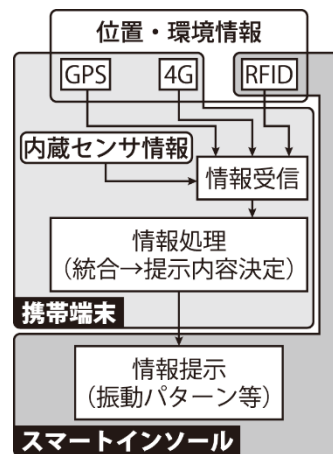 位置・環境情報
GPS
4G
RFID
内蔵センサ情報
情報受信
情報処理
(統合→提示内容決定)
携帯端末
情報提示
(振動パターン等)
スマートインソール